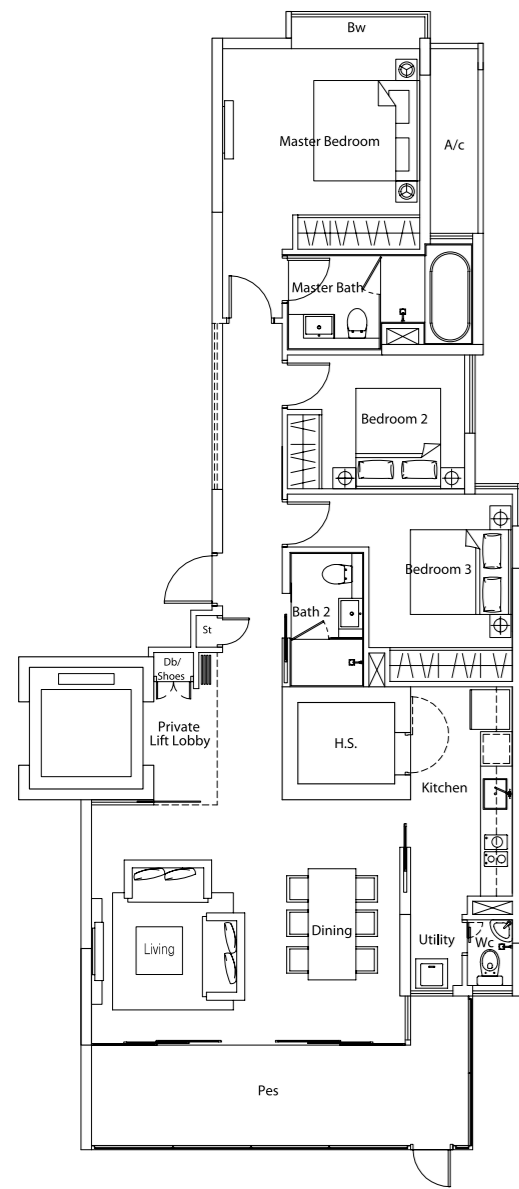 Bw
Master Bedroom
A/c
Master Bath
Bedroom 2
Bedroom 3
Bath 2
St
Db/
Shoes
Private
Lift Lobby
H.S.
Kitchen
Dining
Living
Utility
Wc
Pes